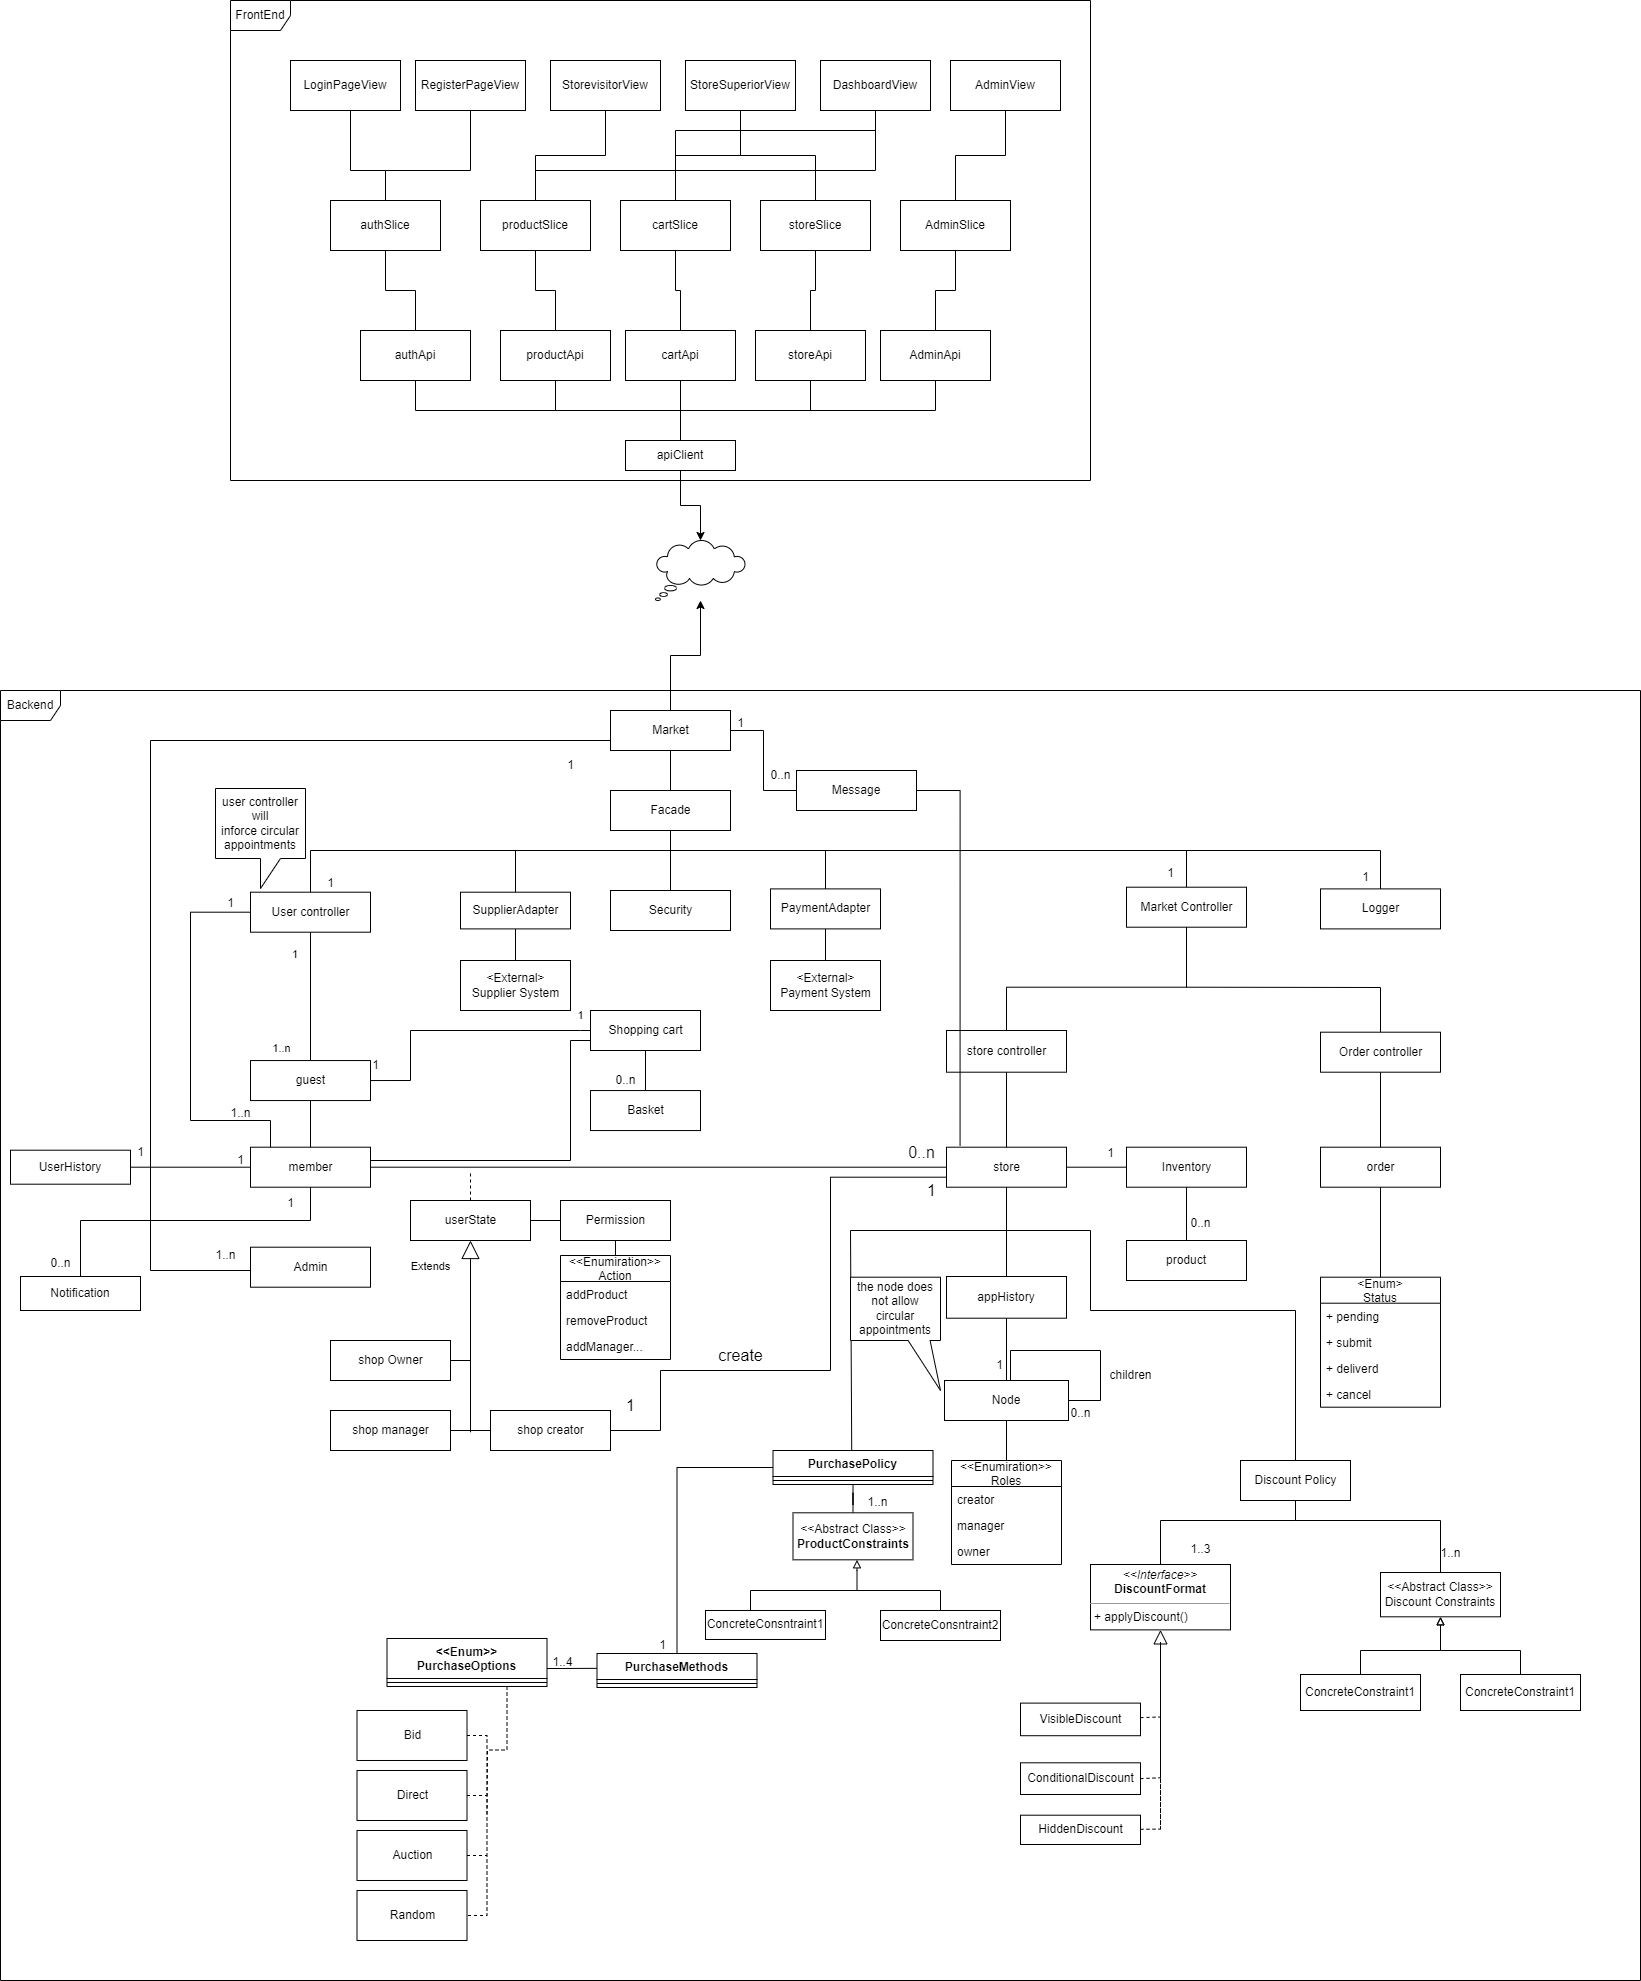 FrontEnd
LoginPageView
RegisterPageView
StorevisitorView
StoreSuperiorView
DashboardView
AdminView
authSlice
productSlice
cartSlice
storeSlice
AdminSlice
authApi
productApi
cartApi
storeApi
AdminApi
apiClient
Backend
Market
1
1
0..n
Message
Facade
user controller
will
inforce circular
appointments
1
1
1
1
User controller
SupplierAdapter
Security
PaymentAdapter
Market Controller
Logger
1
<External>
Supplier System
<External>
Payment System
1
Shopping cart
store controller
Order controller
1..n
1
guest
0..n
Basket
1..n
1
1
UserHistory
member
0..n
store
1
Inventory
order
1
1
userState
Permission
0..n
1..n
0..n
Admin
Extends
product
Notification
<<Enumiration>>
Action
addProduct
removeProduct
addManager...
the node does
not allow
circular
appointments
appHistory
<Enum>
Status
+ pending
+ submit
+ deliverd
+ cancel
shop Owner
create
1
children
Node
0..n
1
shop manager
shop creator
PurchasePolicy
<<Enumiration>>
Roles
creator
manager
owner
Discount Policy
1..n
<<Abstract Class>>
ProductConstraints
1..3
1..n
<<Interface>>
DiscountFormat
+ applyDiscount()
<<Abstract Class>>
Discount Constraints
ConcreteConsntraint1
ConcreteConsntraint2
1
<<Enum>>
PurchaseOptions
1..4
PurchaseMethods
ConcreteConstraint1
ConcreteConstraint1
VisibleDiscount
Bid
ConditionalDiscount
Direct
HiddenDiscount
Auction
Random